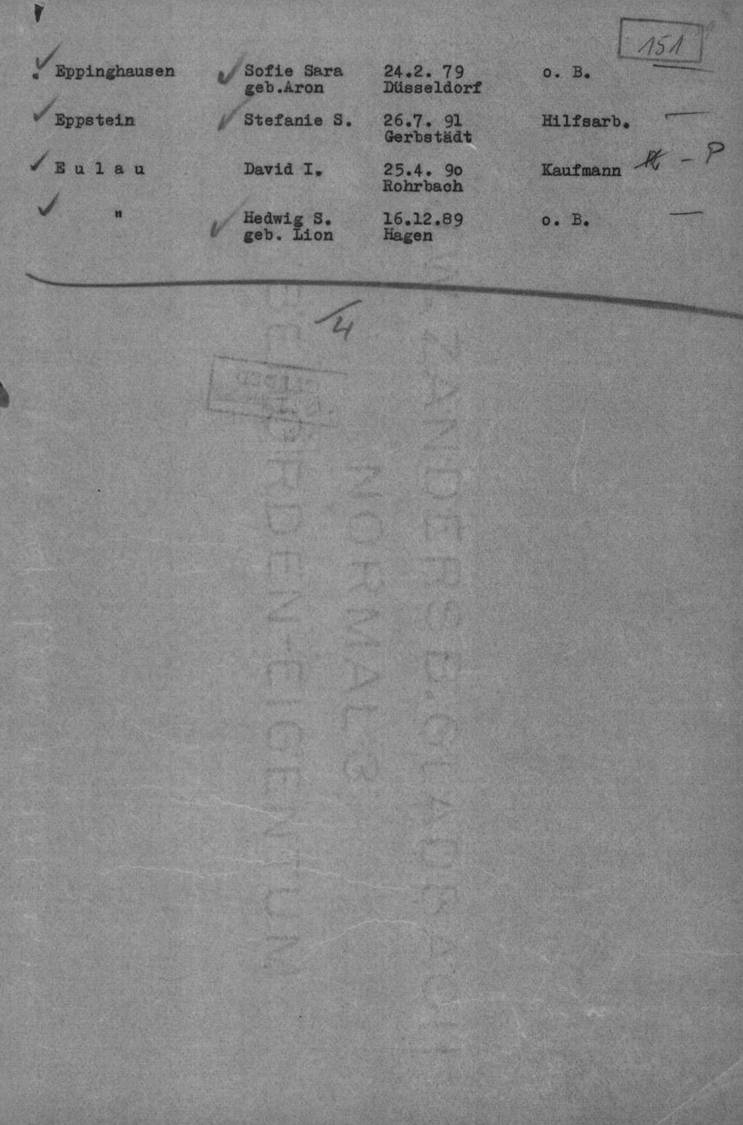 151
Eppinghausen Sofie Sara 24.2. 79 o. B.
geb.Aron Düsseldorf
Eppstein Stefanie S. 26.7. 91 Hilfsarb.
Gerbstädt
E u l a u David I. 25.4. 90 Kaufmann
Rohrbach
" Hedwig S. 16.12.89 o. B.
geb. Lion Hagen
/4
W. ZANDERS B.GLADBACH
NORMAL 3
BEHÖRDEN-EIGENTUM